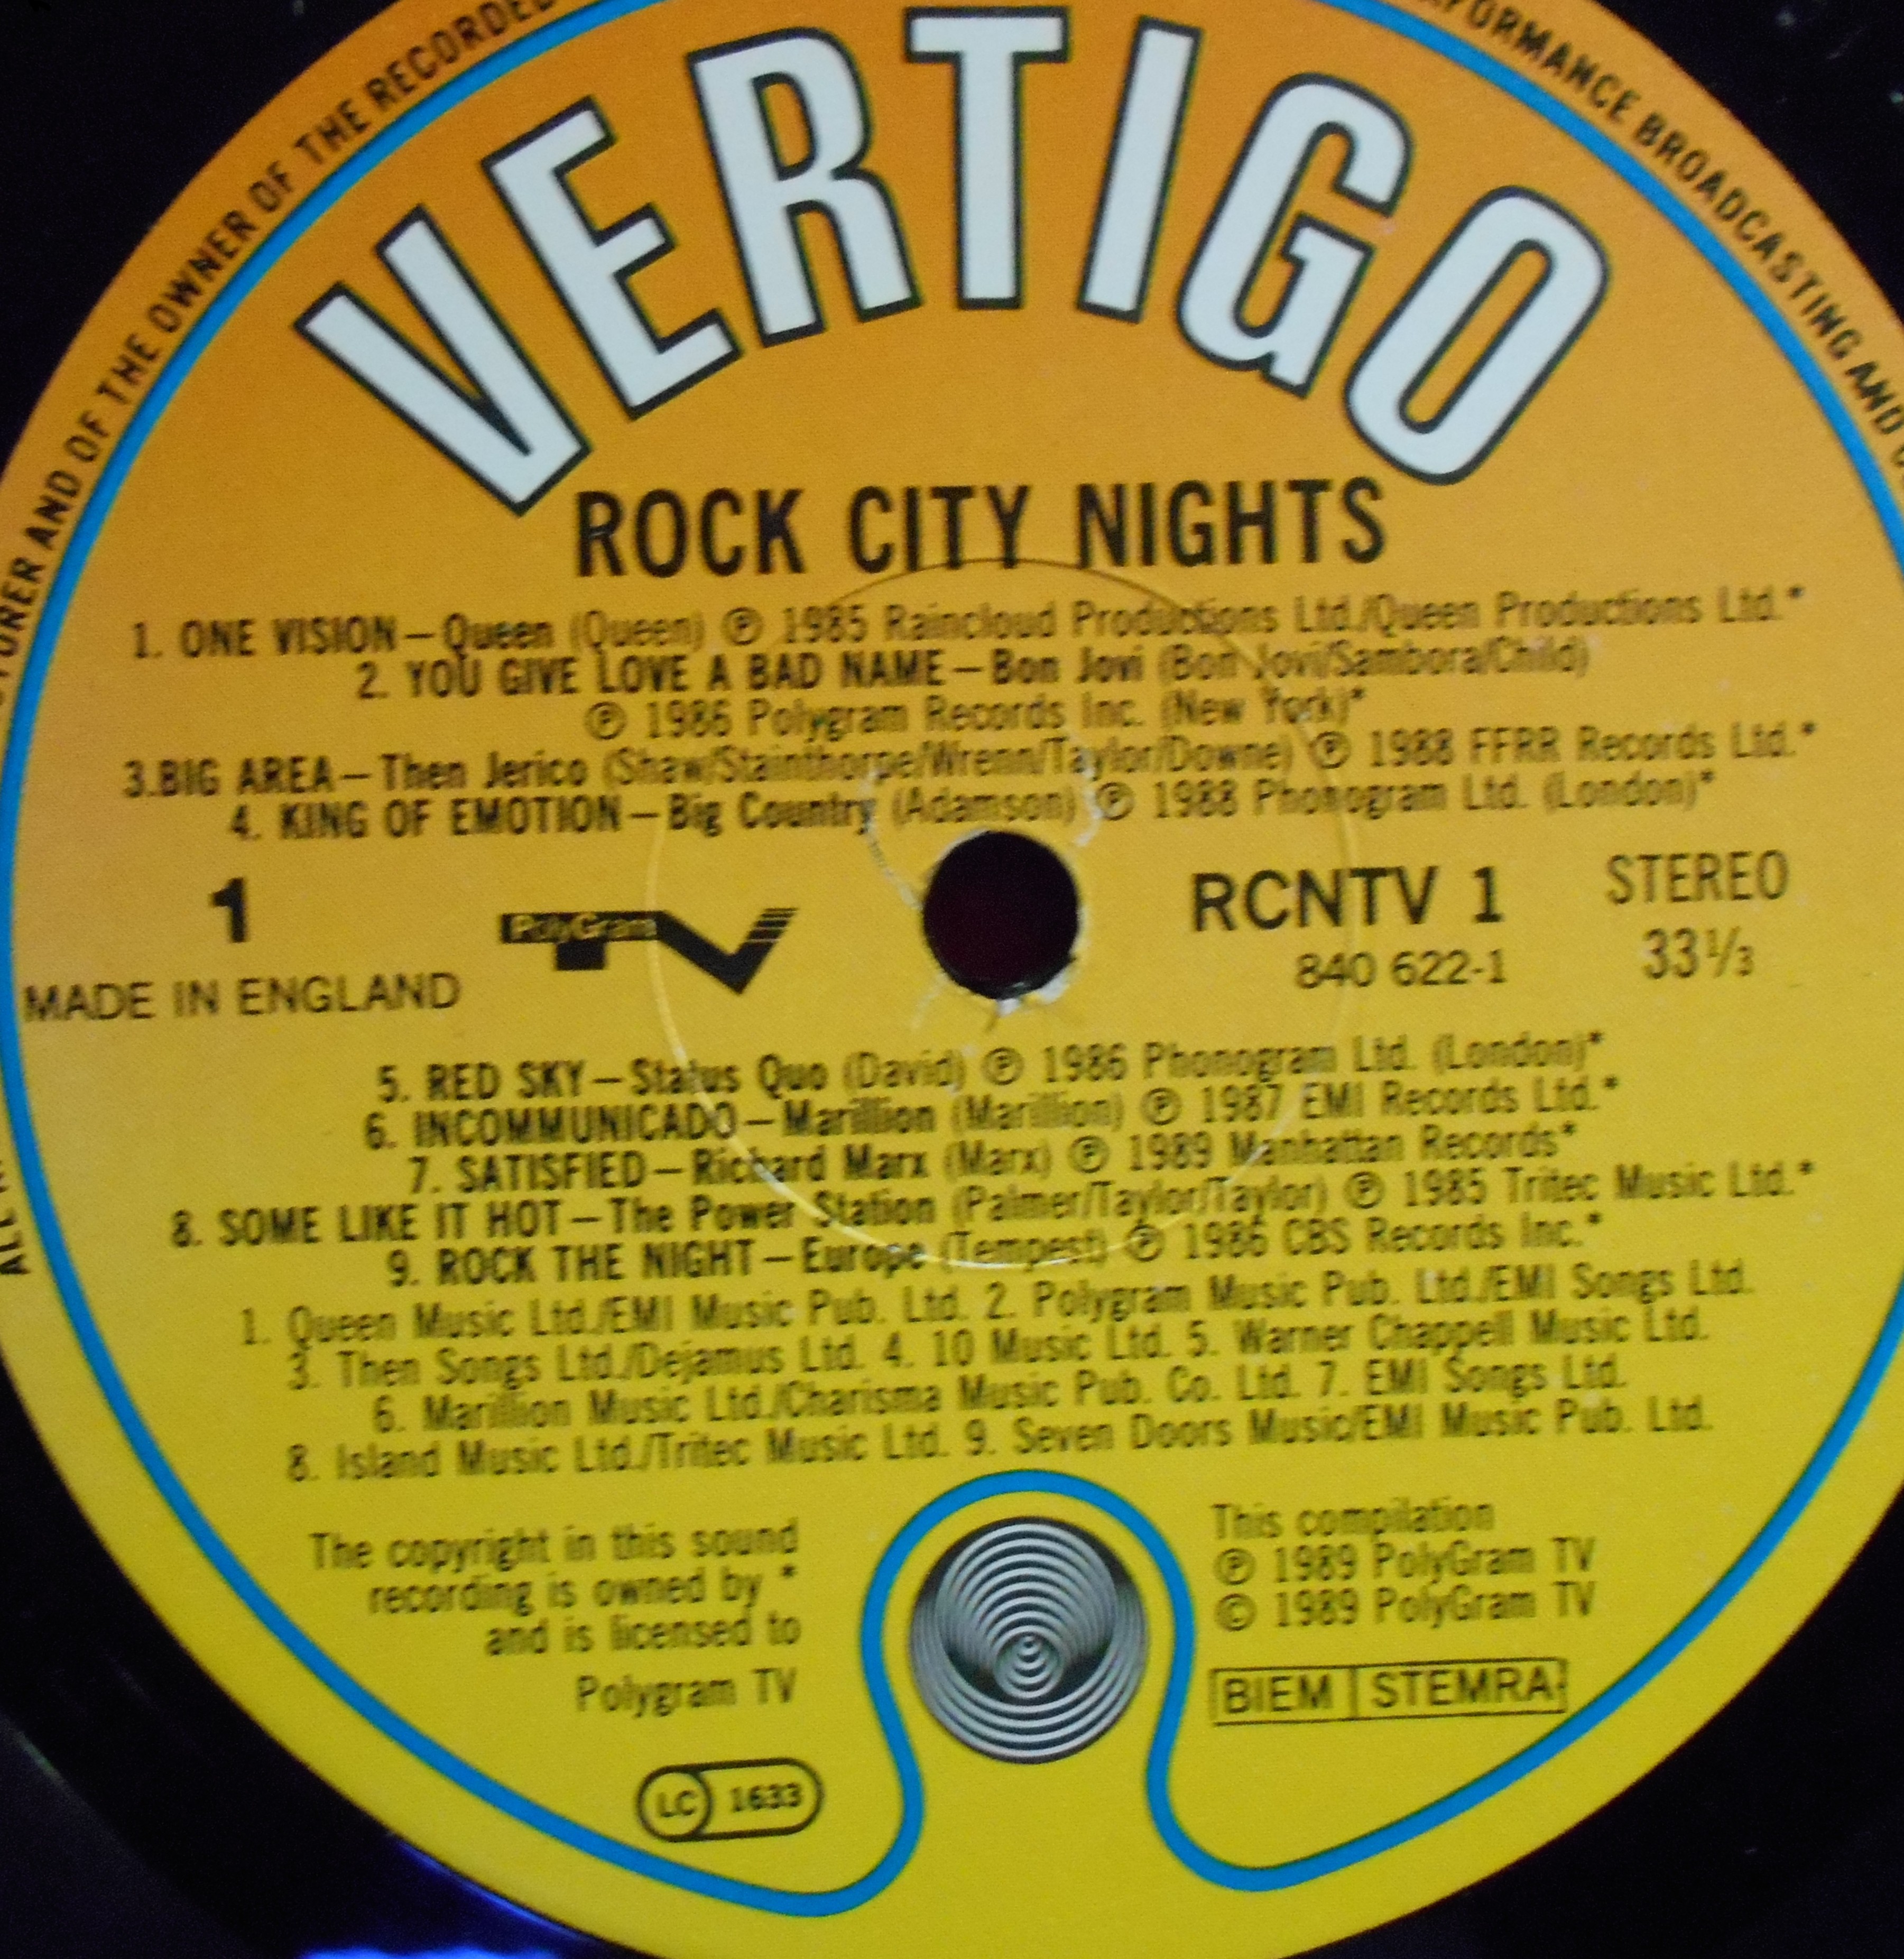 TURER AND OF THE OWNER OF THE RECORDED
FORMANCE BROADCASTING AND
VERTIGO
ROCK CITY NIGHTS
1. ONE VISION—Queen (Queen) ℗ 1985 Raincloud Productions Ltd./Queen Productions Ltd.*
2. YOU GIVE LOVE A BAD NAME—Bon Jovi (Bon Jovi/Sambora/Child)
℗ 1986 Polygram Records Inc. (New York)*
3.BIG AREA—Then Jerico (Shaw/Stainthorpe/Wrenn/Taylor/Downe) ℗ 1988 FFRR Records Ltd.*
4. KING OF EMOTION—Big Country (Adamson) ℗ 1988 Phonogram Ltd. (London)*
1
MADE IN ENGLAND
PolyGram TV
RCNTV 1
840 622-1
STEREO
33⅓
5. RED SKY—Status Quo (David) ℗ 1986 Phonogram Ltd. (London)*
6. INCOMMUNICADO—Marillion (Marillion) ℗ 1987 EMI Records Ltd.*
7. SATISFIED—Richard Marx (Marx) ℗ 1989 Manhattan Records*
8. SOME LIKE IT HOT—The Power Station (Palmer/Taylor/Taylor) ℗ 1985 Tritec Music Ltd.*
9. ROCK THE NIGHT—Europe (Tempest) ℗ 1986 CBS Records Inc.*
1. Queen Music Ltd./EMI Music Pub. Ltd. 2. Polygram Music Pub. Ltd./EMI Songs Ltd.
3. Then Songs Ltd./Dejamus Ltd. 4. 10 Music Ltd. 5. Warner Chappell Music Ltd.
6. Marillion Music Ltd./Charisma Music Pub. Co. Ltd. 7. EMI Songs Ltd.
8. Island Music Ltd./Tritec Music Ltd. 9. Seven Doors Music/EMI Music Pub. Ltd.
The copyright in this sound
recording is owned by *
and is licensed to
Polygram TV
LC 1633
This compilation
℗ 1989 PolyGram TV
© 1989 PolyGram TV
BIEM STEMRA